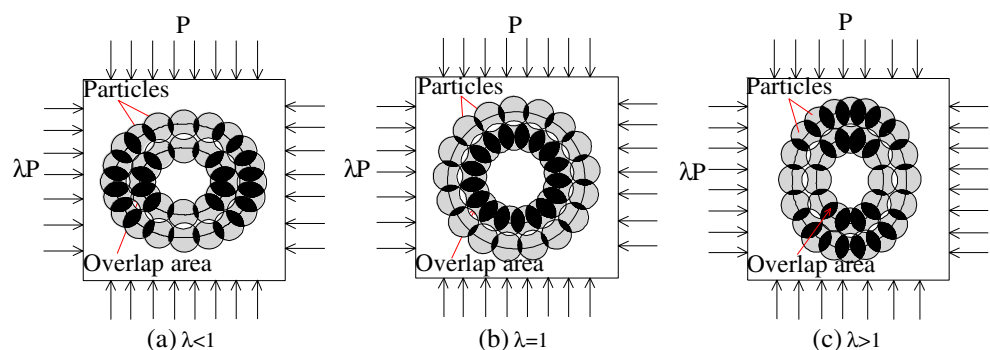 P
Particles
λP
Overlap area
(a) λ<1
P
Particles
λP
Overlap area
(b) λ=1
P
Particles
λP
Overlap area
(c) λ>1